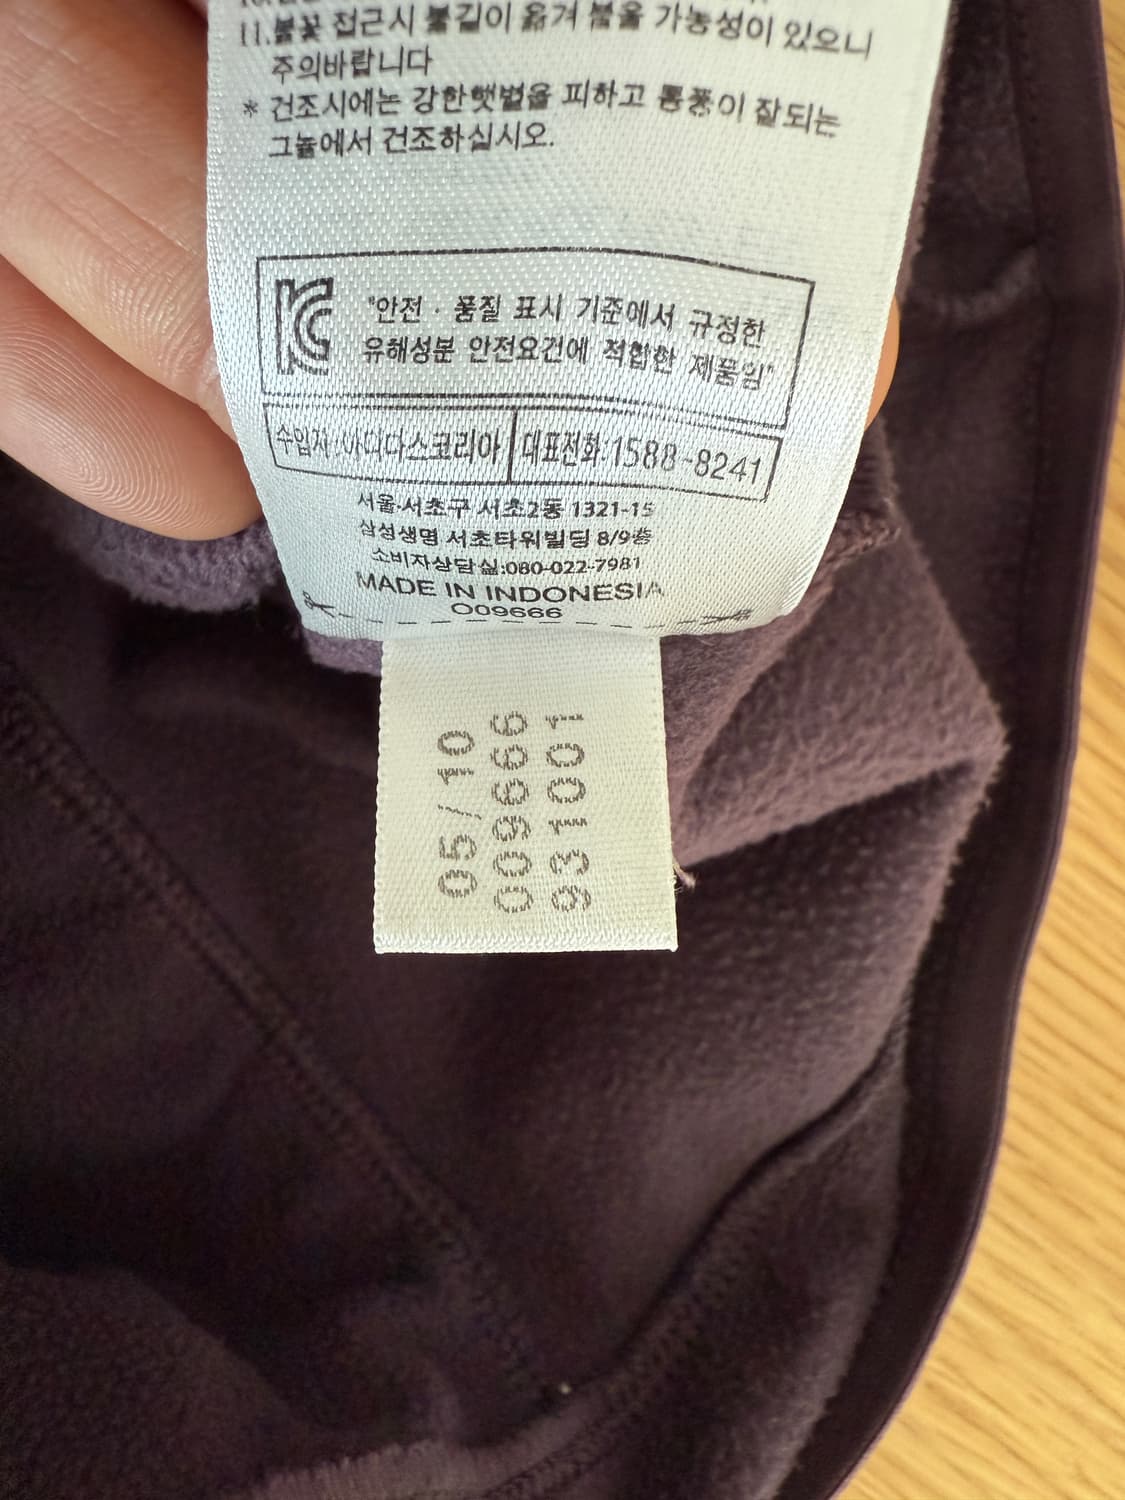 11.불꽃 접근시 불길이 옮겨 붙을 가능성이 있으니
주의바랍니다
* 건조시에는 강한햇볕을 피하고 통풍이 잘되는
그늘에서 건조하십시오.
"안전 · 품질 표시 기준에서 규정한
유해성분 안전요건에 적합한 제품임"
수입자:아디다스코리아 대표전화:1588-8241
서울시서초구 서초2동 1321-15
삼성생명 서초타워빌딩 8/9층
소비자상담실:080-022-7981
MADE IN INDONESIA
O09666
05/10
009666
931001